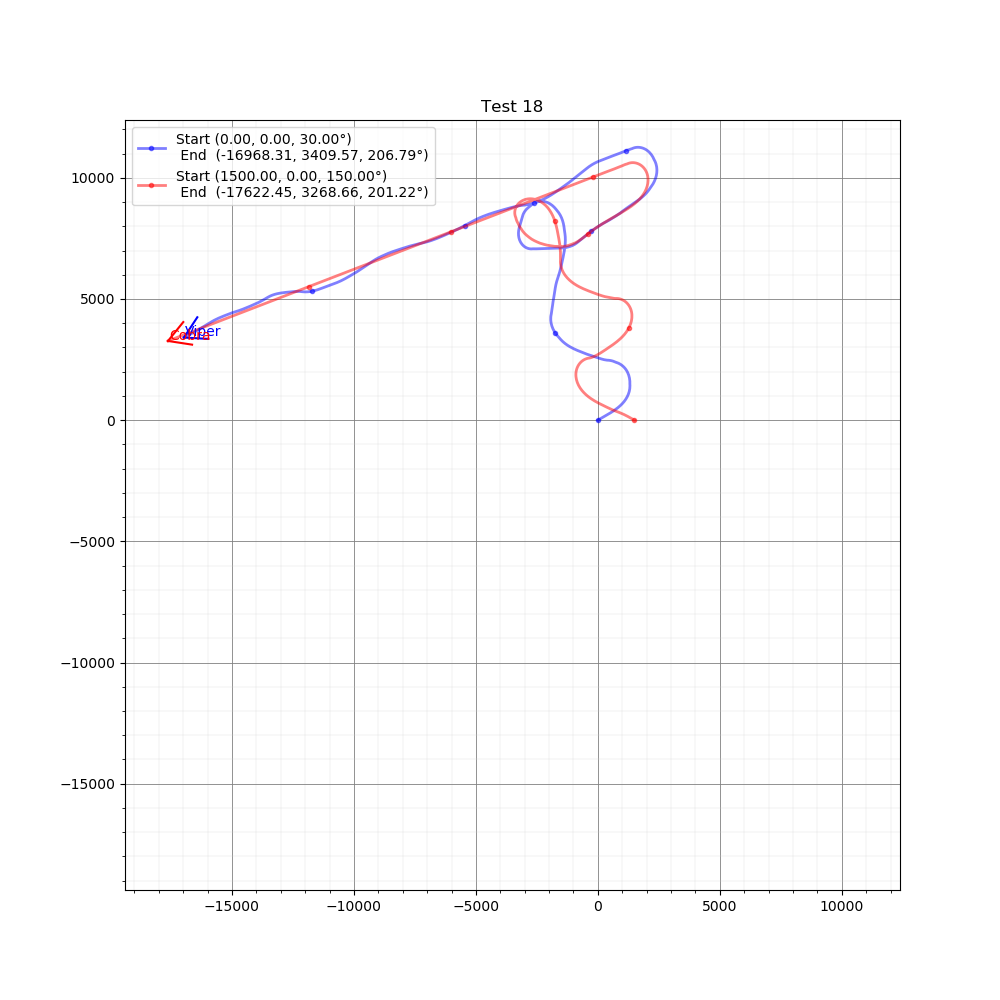 Test 18
Start (0.00, 0.00, 30.00°)
End (-16968.31, 3409.57, 206.79°)
Start (1500.00, 0.00, 150.00°)
End (-17622.45, 3268.66, 201.22°)
10000
5000
0
−5000
−10000
−15000
Viper
Cobra
−15000 −10000 −5000 0 5000 10000